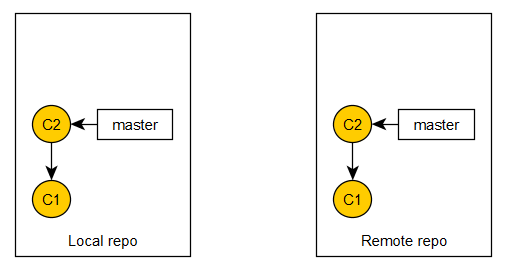 C2
master
C1
Local repo
C2
master
C1
Remote repo